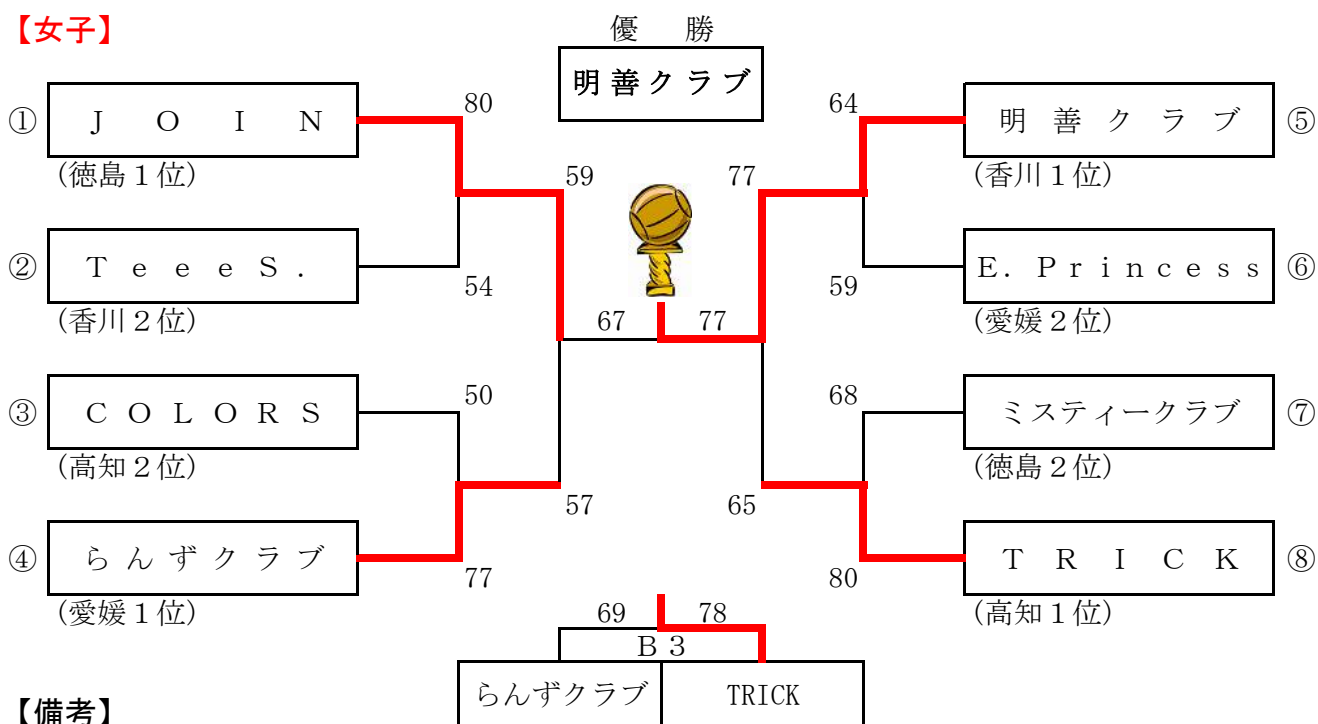 【女子】
優 勝
明善クラブ
① JOIN 80 64 明善クラブ ⑤
(徳島1位) 59 77 (香川1位)
② TeeeS. 54 59 E.Princess ⑥
(香川2位) 67 77 (愛媛2位)
③ COLORS 50 68 ミスティークラブ ⑦
(高知2位) 57 65 (徳島2位)
④ らんずクラブ 77 80 TRICK ⑧
(愛媛1位) 69 78 (高知1位)
B3
らんずクラブ TRICK
【備考】